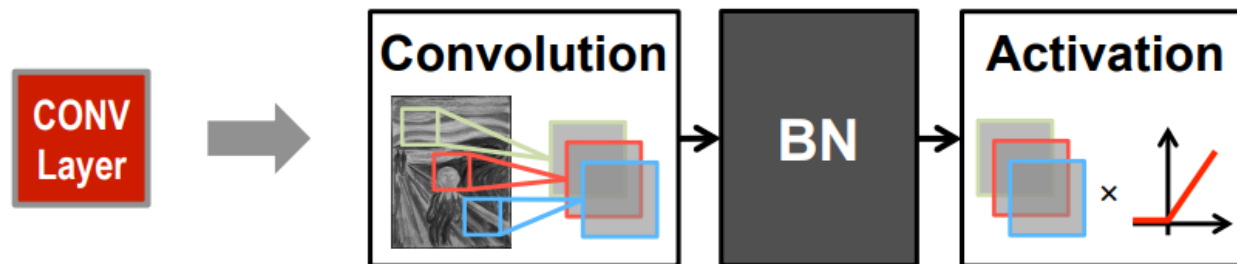 CONV
Layer
Convolution
BN
Activation
×